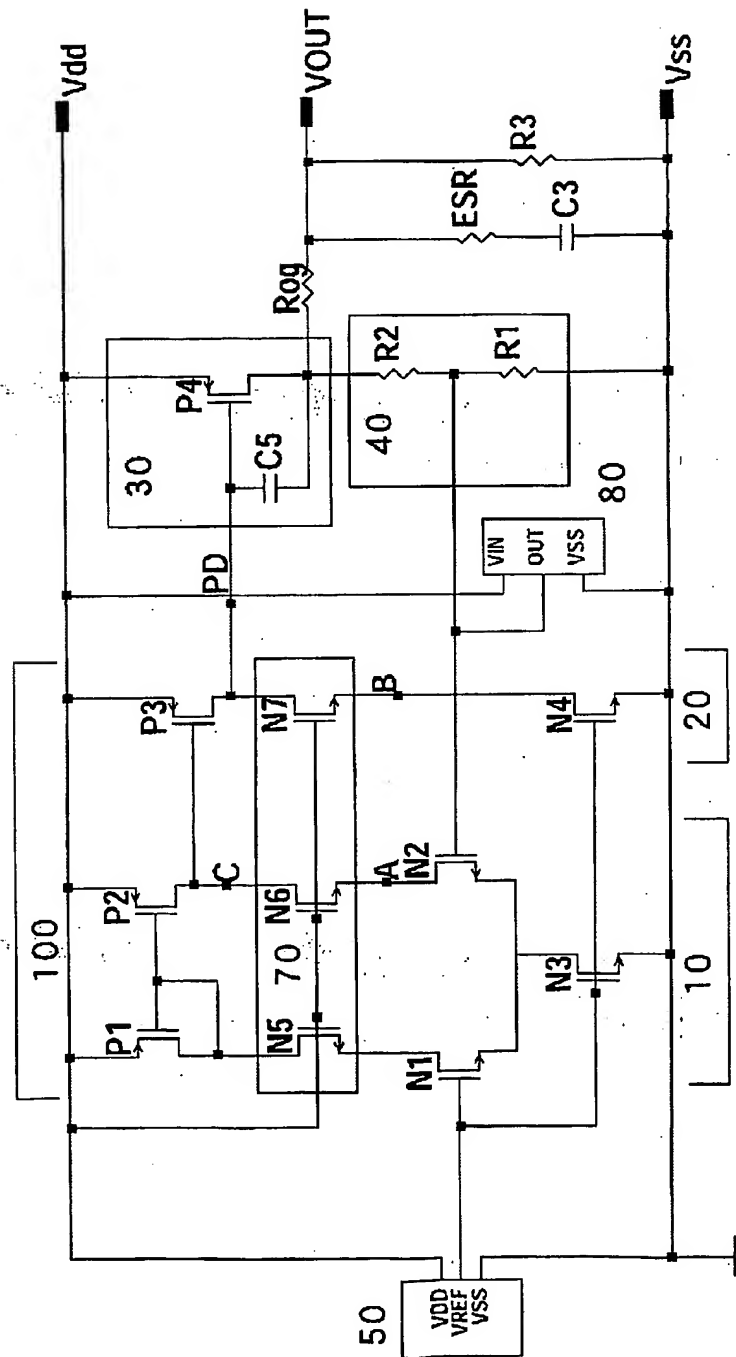 Vdd
VOUT
Vss
R3
ESR
C3
Rog
30
P4
C5
40
R2
R1
PD
VIN
OUT
VSS
80
100
P3
N7
B
N4
20
P2
C
N6
A
N2
70
P1
N5
N1
N3
10
50
VDD
VREF
VSS